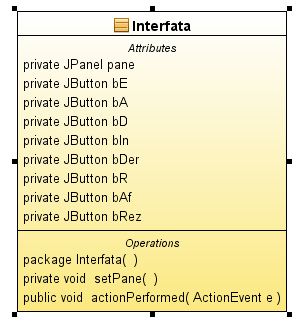 Interfata
Attributes
private JPanel pane
private JButton bE
private JButton bA
private JButton bD
private JButton bIn
private JButton bDer
private JButton bR
private JButton bAf
private JButton bRez
Operations
package Interfata( )
private void setPane( )
public void actionPerformed( ActionEvent e )